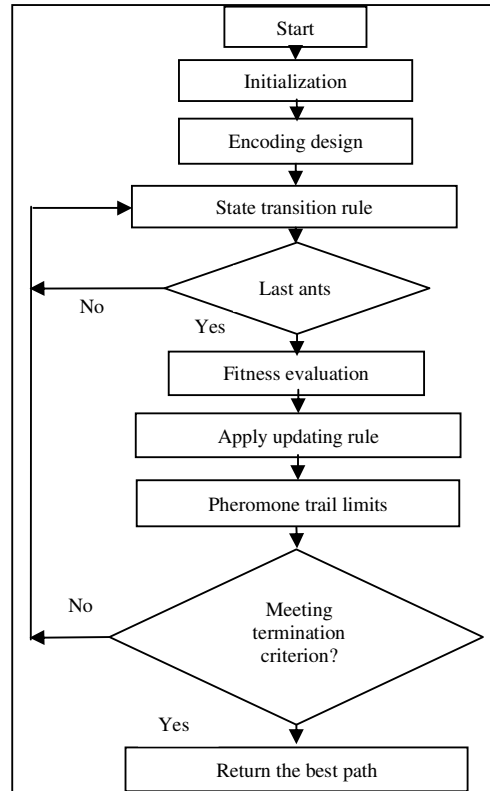 Start
Initialization
Encoding design
State transition rule
Last ants
No
Yes
Fitness evaluation
Apply updating rule
Pheromone trail limits
No
Meeting
termination
criterion?
Yes
Return the best path